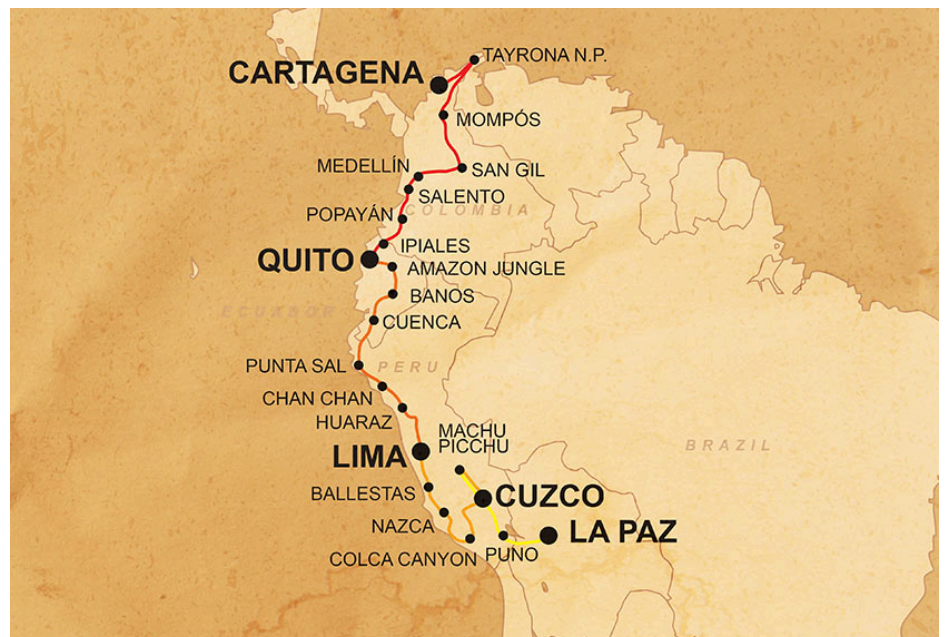 TAYRONA N.P.
CARTAGENA
MOMPÓS
MEDELLÍN
SAN GIL
SALENTO
POPAYÁN
COLOMBIA
IPIALES
QUITO
AMAZON JUNGLE
BANOS
ECUADOR
CUENCA
PUNTA SAL
PERU
CHAN CHAN
HUARAZ
MACHU
PICCHU
BRAZIL
LIMA
BALLESTAS
CUZCO
NAZCA
LA PAZ
COLCA CANYON
PUNO